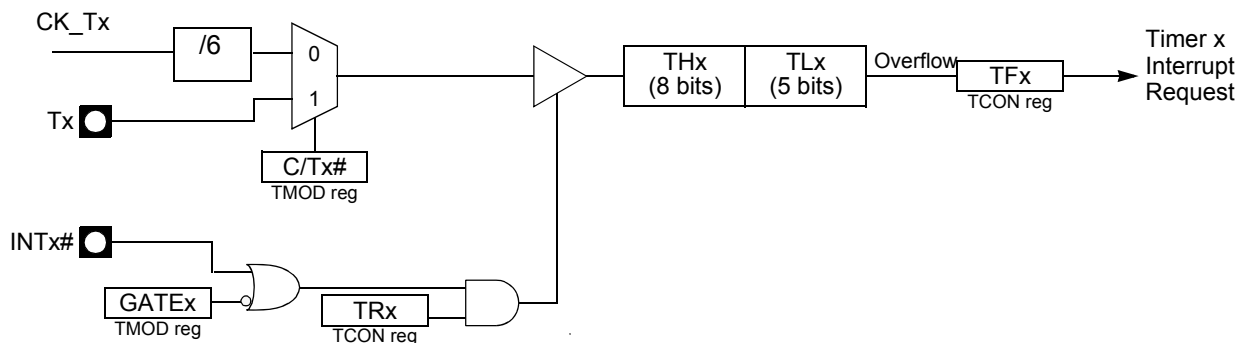 CK_Tx
/6
0
1
Tx
C/Tx#
TMOD reg
THx
(8 bits)
TLx
(5 bits)
Overflow
TFx
TCON reg
Timer x
Interrupt
Request
INTx#
GATEx
TMOD reg
TRx
TCON reg